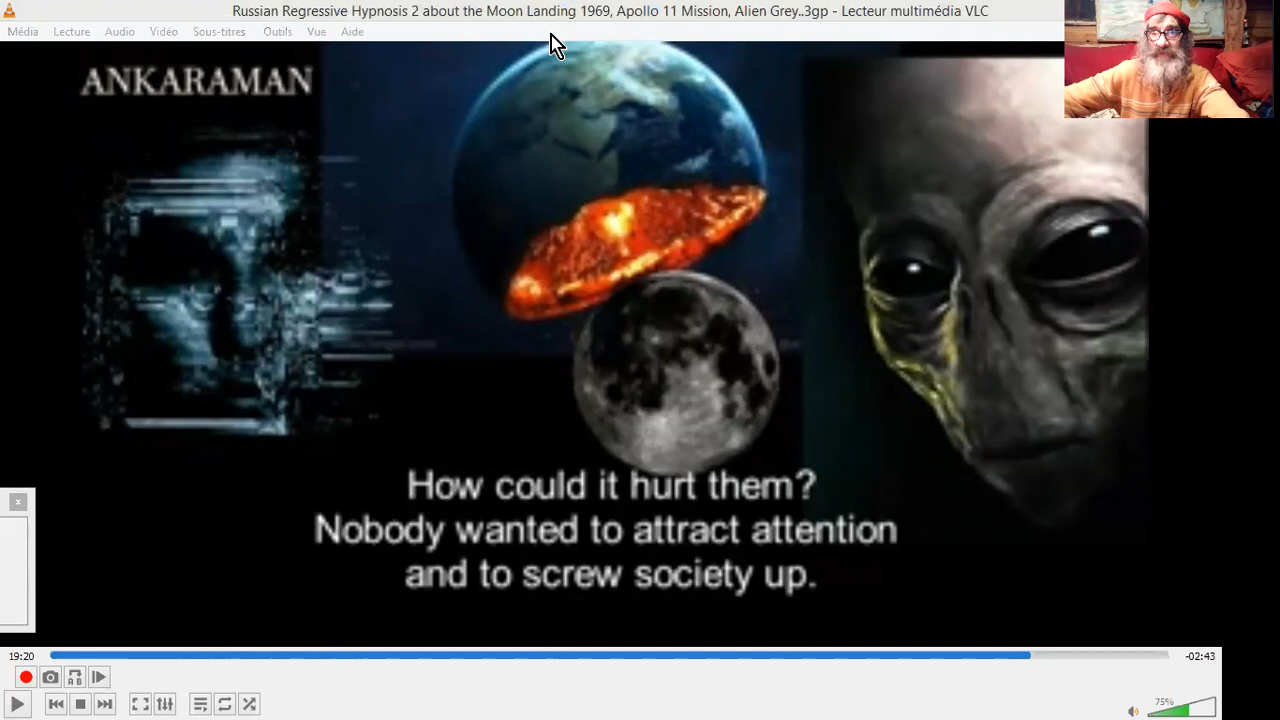 Russian Regressive Hypnosis 2 about the Moon Landing 1969, Apollo 11 Mission, Alien Grey..3gp - Lecteur multimédia VLC
Média Lecture Audio Vidéo Sous-titres Outils Vue Aide
ANKARAMAN
How could it hurt them?
Nobody wanted to attract attention
and to screw society up.
x
19:20
-02:43
A B
75%